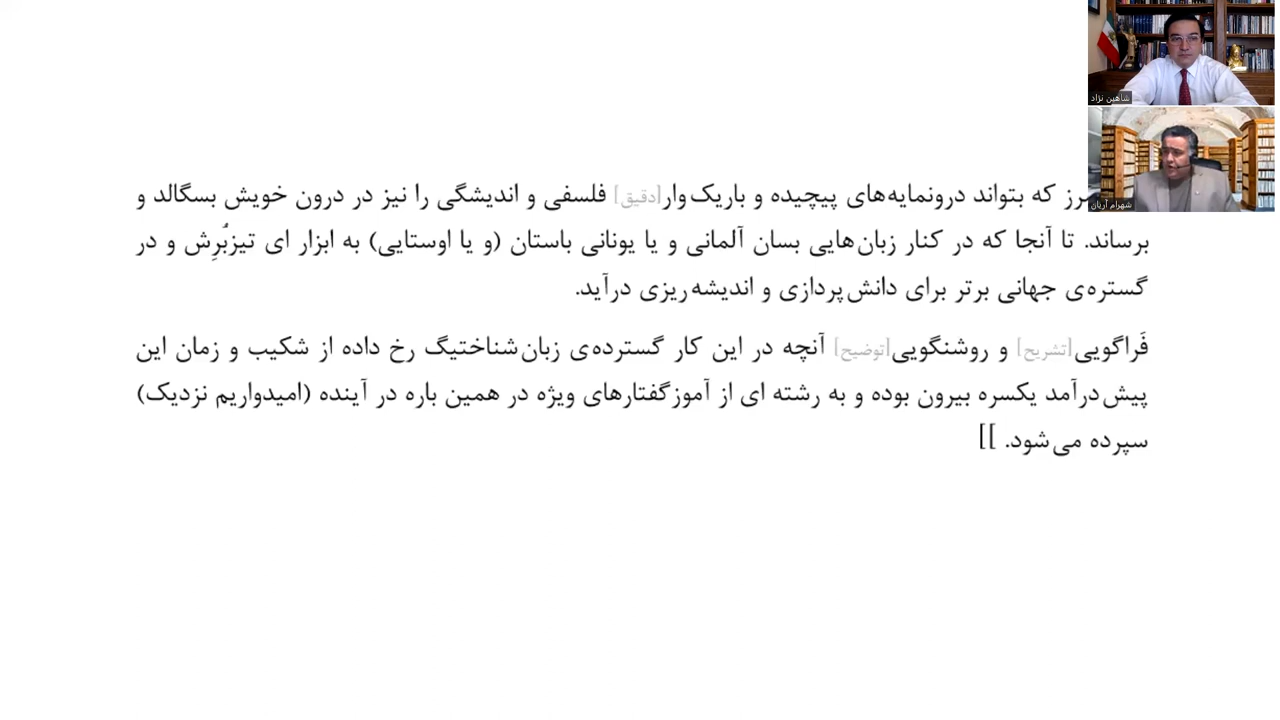 شاهین نژاد
شهرام آریان
که بتواند درونمایه‌های پیچیده و باریک‌وار[دقیق] فلسفی و اندیشگی را نیز در درون خویش بسگالد و
برساند. تا آنجا که در کنار زبان‌هایی بسان آلمانی و یا یونانی باستان (و یا اوستایی) به ابزار ای تیزبُرِش و در
گستره‌ی جهانی برتر برای دانش‌پردازی و اندیشه‌ریزی درآید.
فَراگویی[تشریح] و روشنگویی[توضیح] آنچه در این کار گسترده‌ی زبان‌شناختیگ رخ داده از شکیب و زمان این
پیش‌درآمد یکسره بیرون بوده و به رشته ای از آموزگفتارهای ویژه در همین باره در آینده (امیدواریم نزدیک)
سپرده می‌شود. ]]